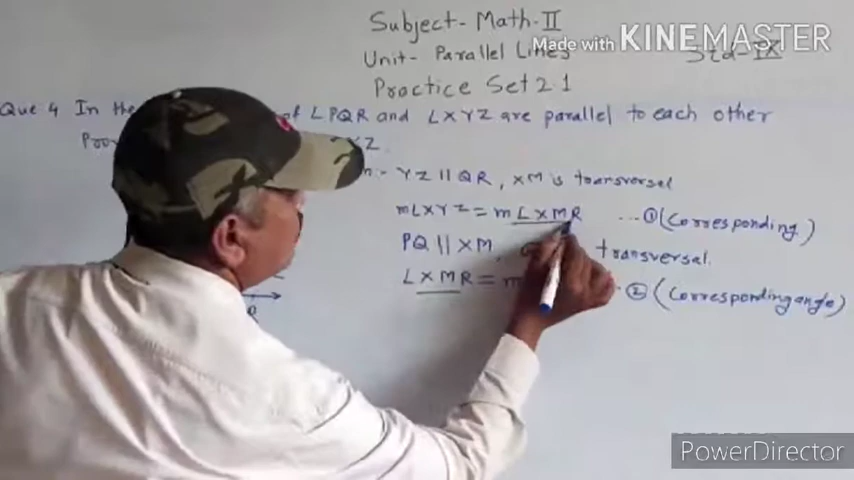 Subject- Math-II
Unit- Parallel Lines
Made with KINEMASTER
Std-IX
Practice Set 2.1
Que 4 In the of ∠PQR and ∠XYZ are parallel to each other
YZ
YZ || QR, XM is transversal
m∠XYZ = m∠XMR ...① (Corresponding)
PQ || XM, transversal.
∠XMR = m ② (Corresponding angle)
PowerDirector